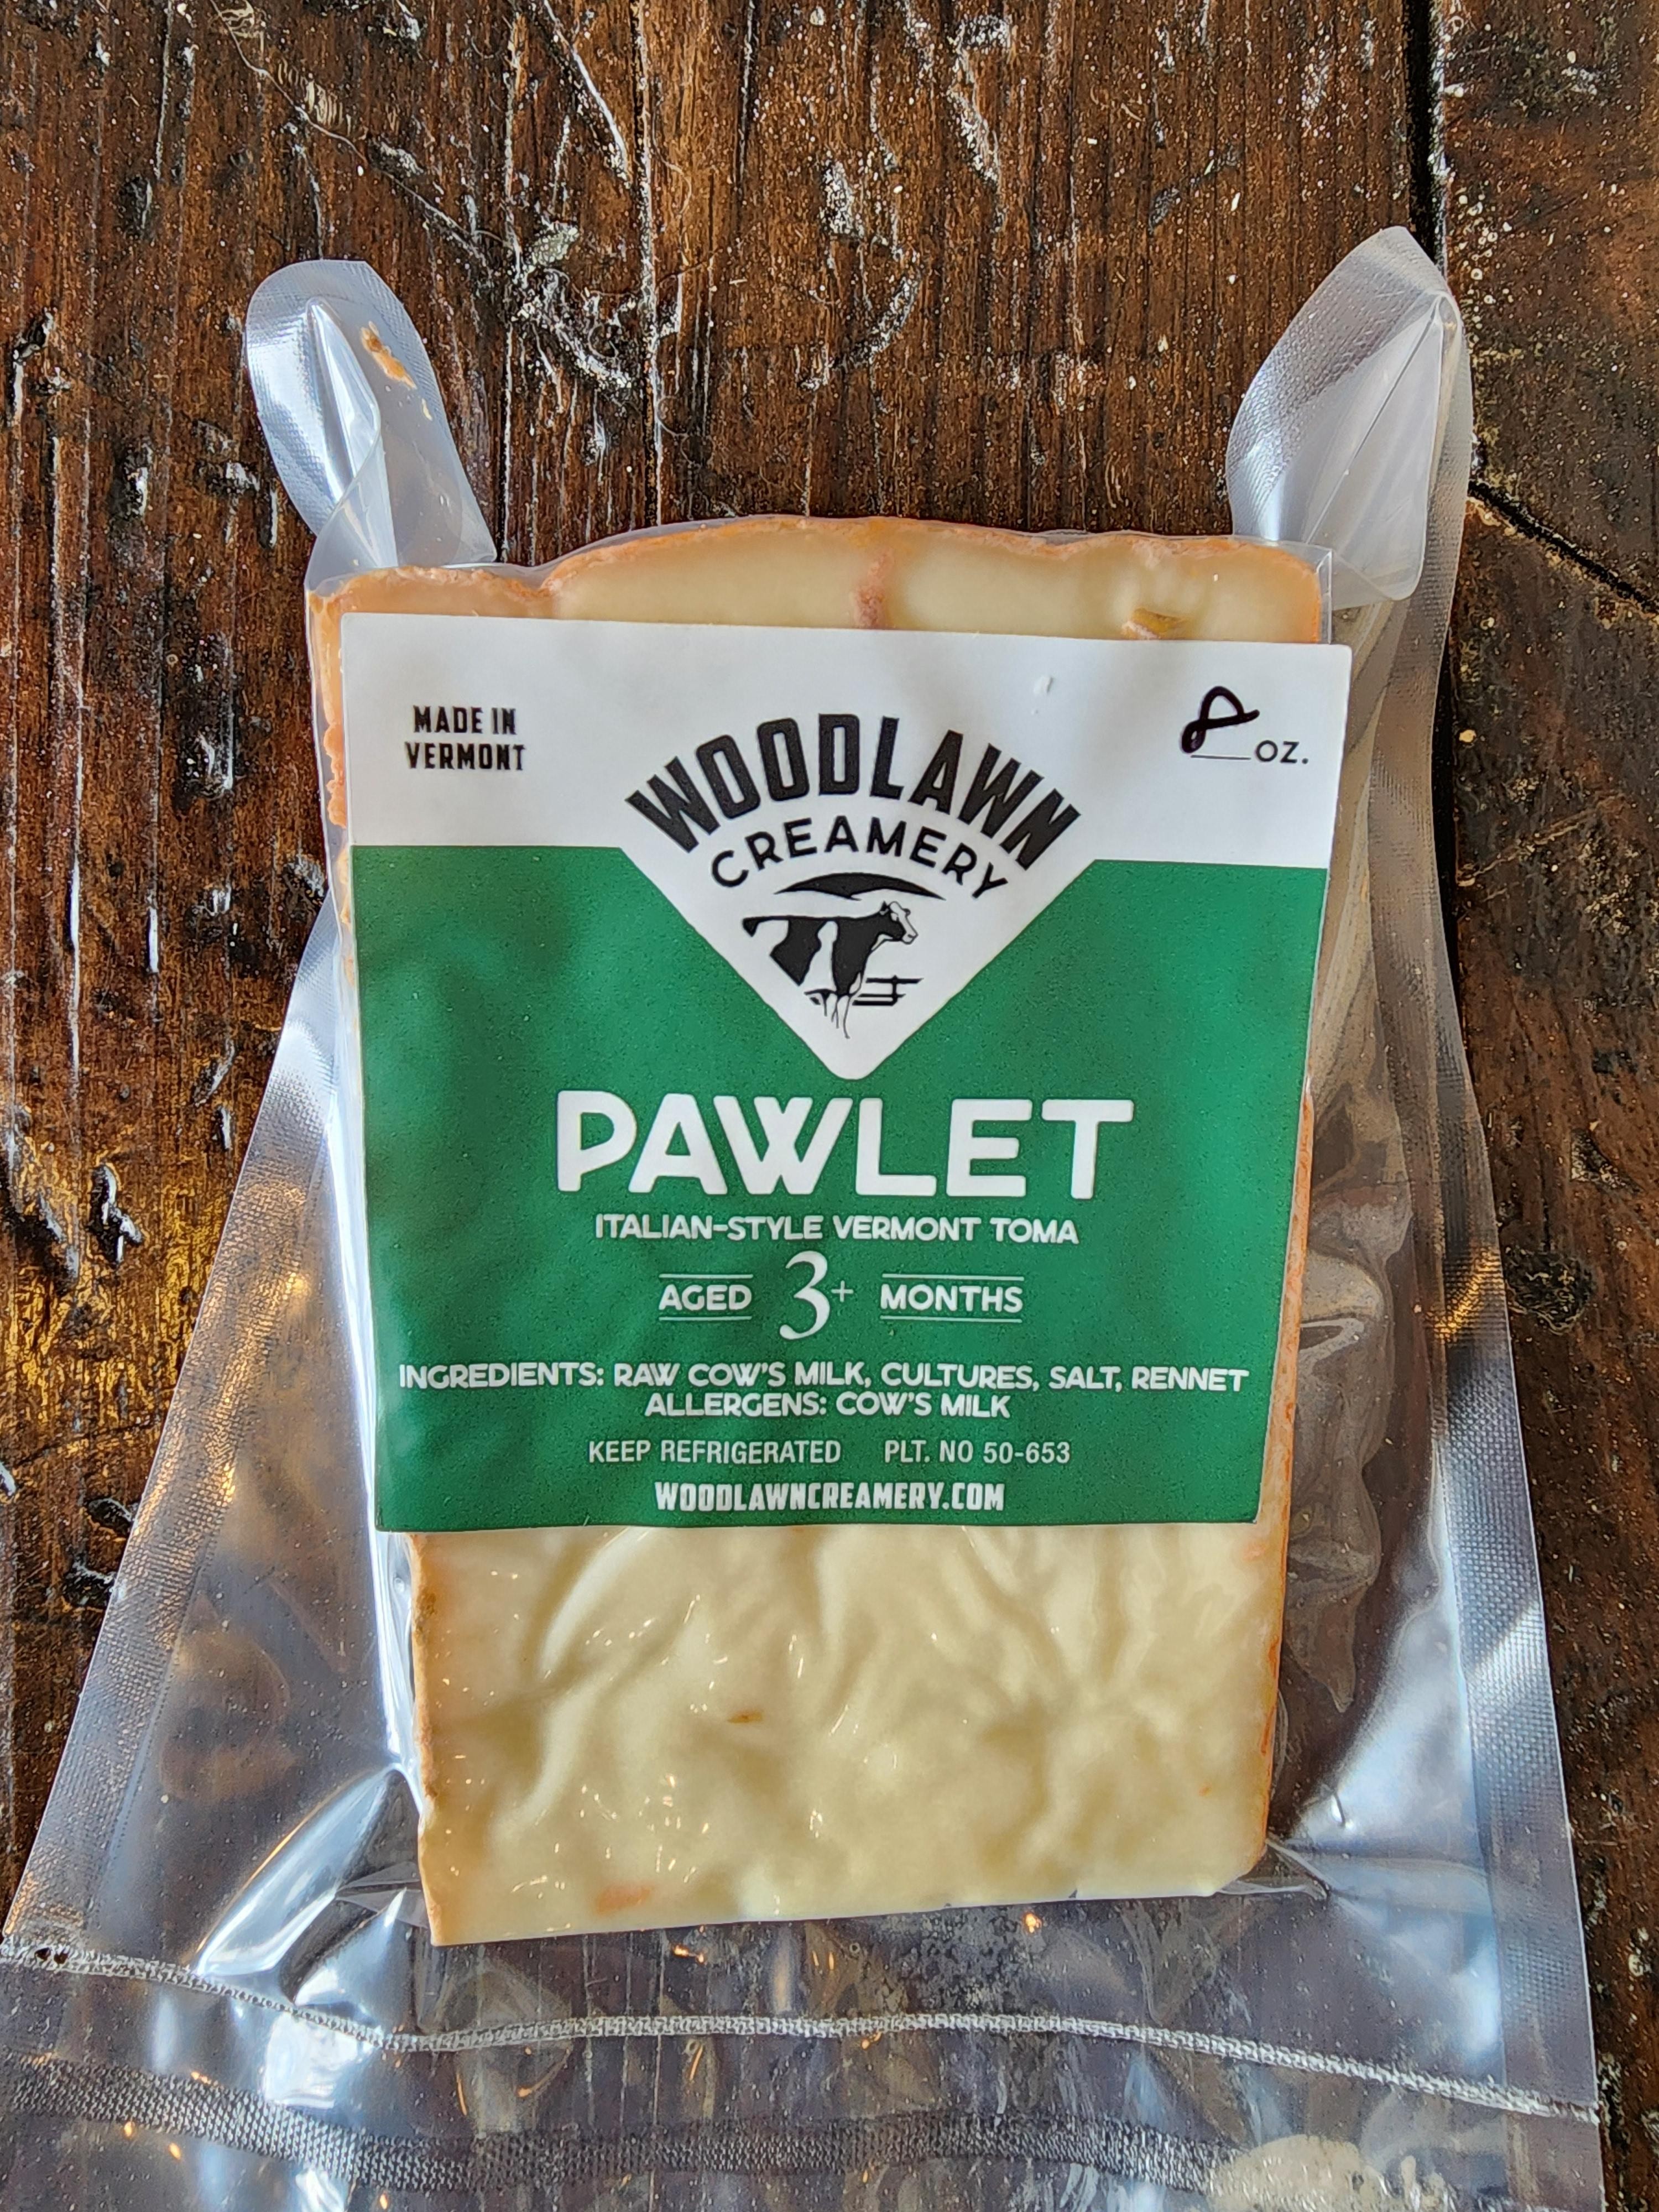 MADE IN
VERMONT
WOODLAWN
CREAMERY
8 OZ.
PAWLET
ITALIAN-STYLE VERMONT TOMA
AGED 3+ MONTHS
INGREDIENTS: RAW COW'S MILK, CULTURES, SALT, RENNET
ALLERGENS: COW'S MILK
KEEP REFRIGERATED PLT. NO 50-653
WOODLAWNCREAMERY.COM